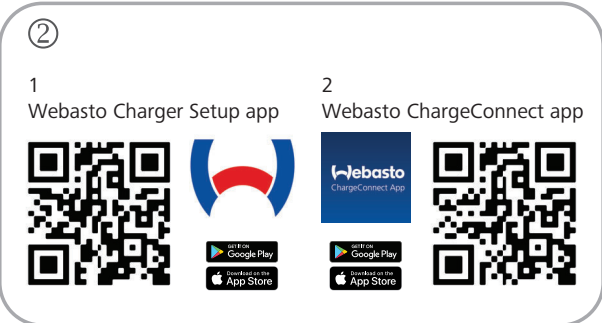 ②
1
Webasto Charger Setup app
GET IT ON
Google Play
Download on the
App Store
2
Webasto ChargeConnect app
Webasto
ChargeConnect App
GET IT ON
Google Play
Download on the
App Store